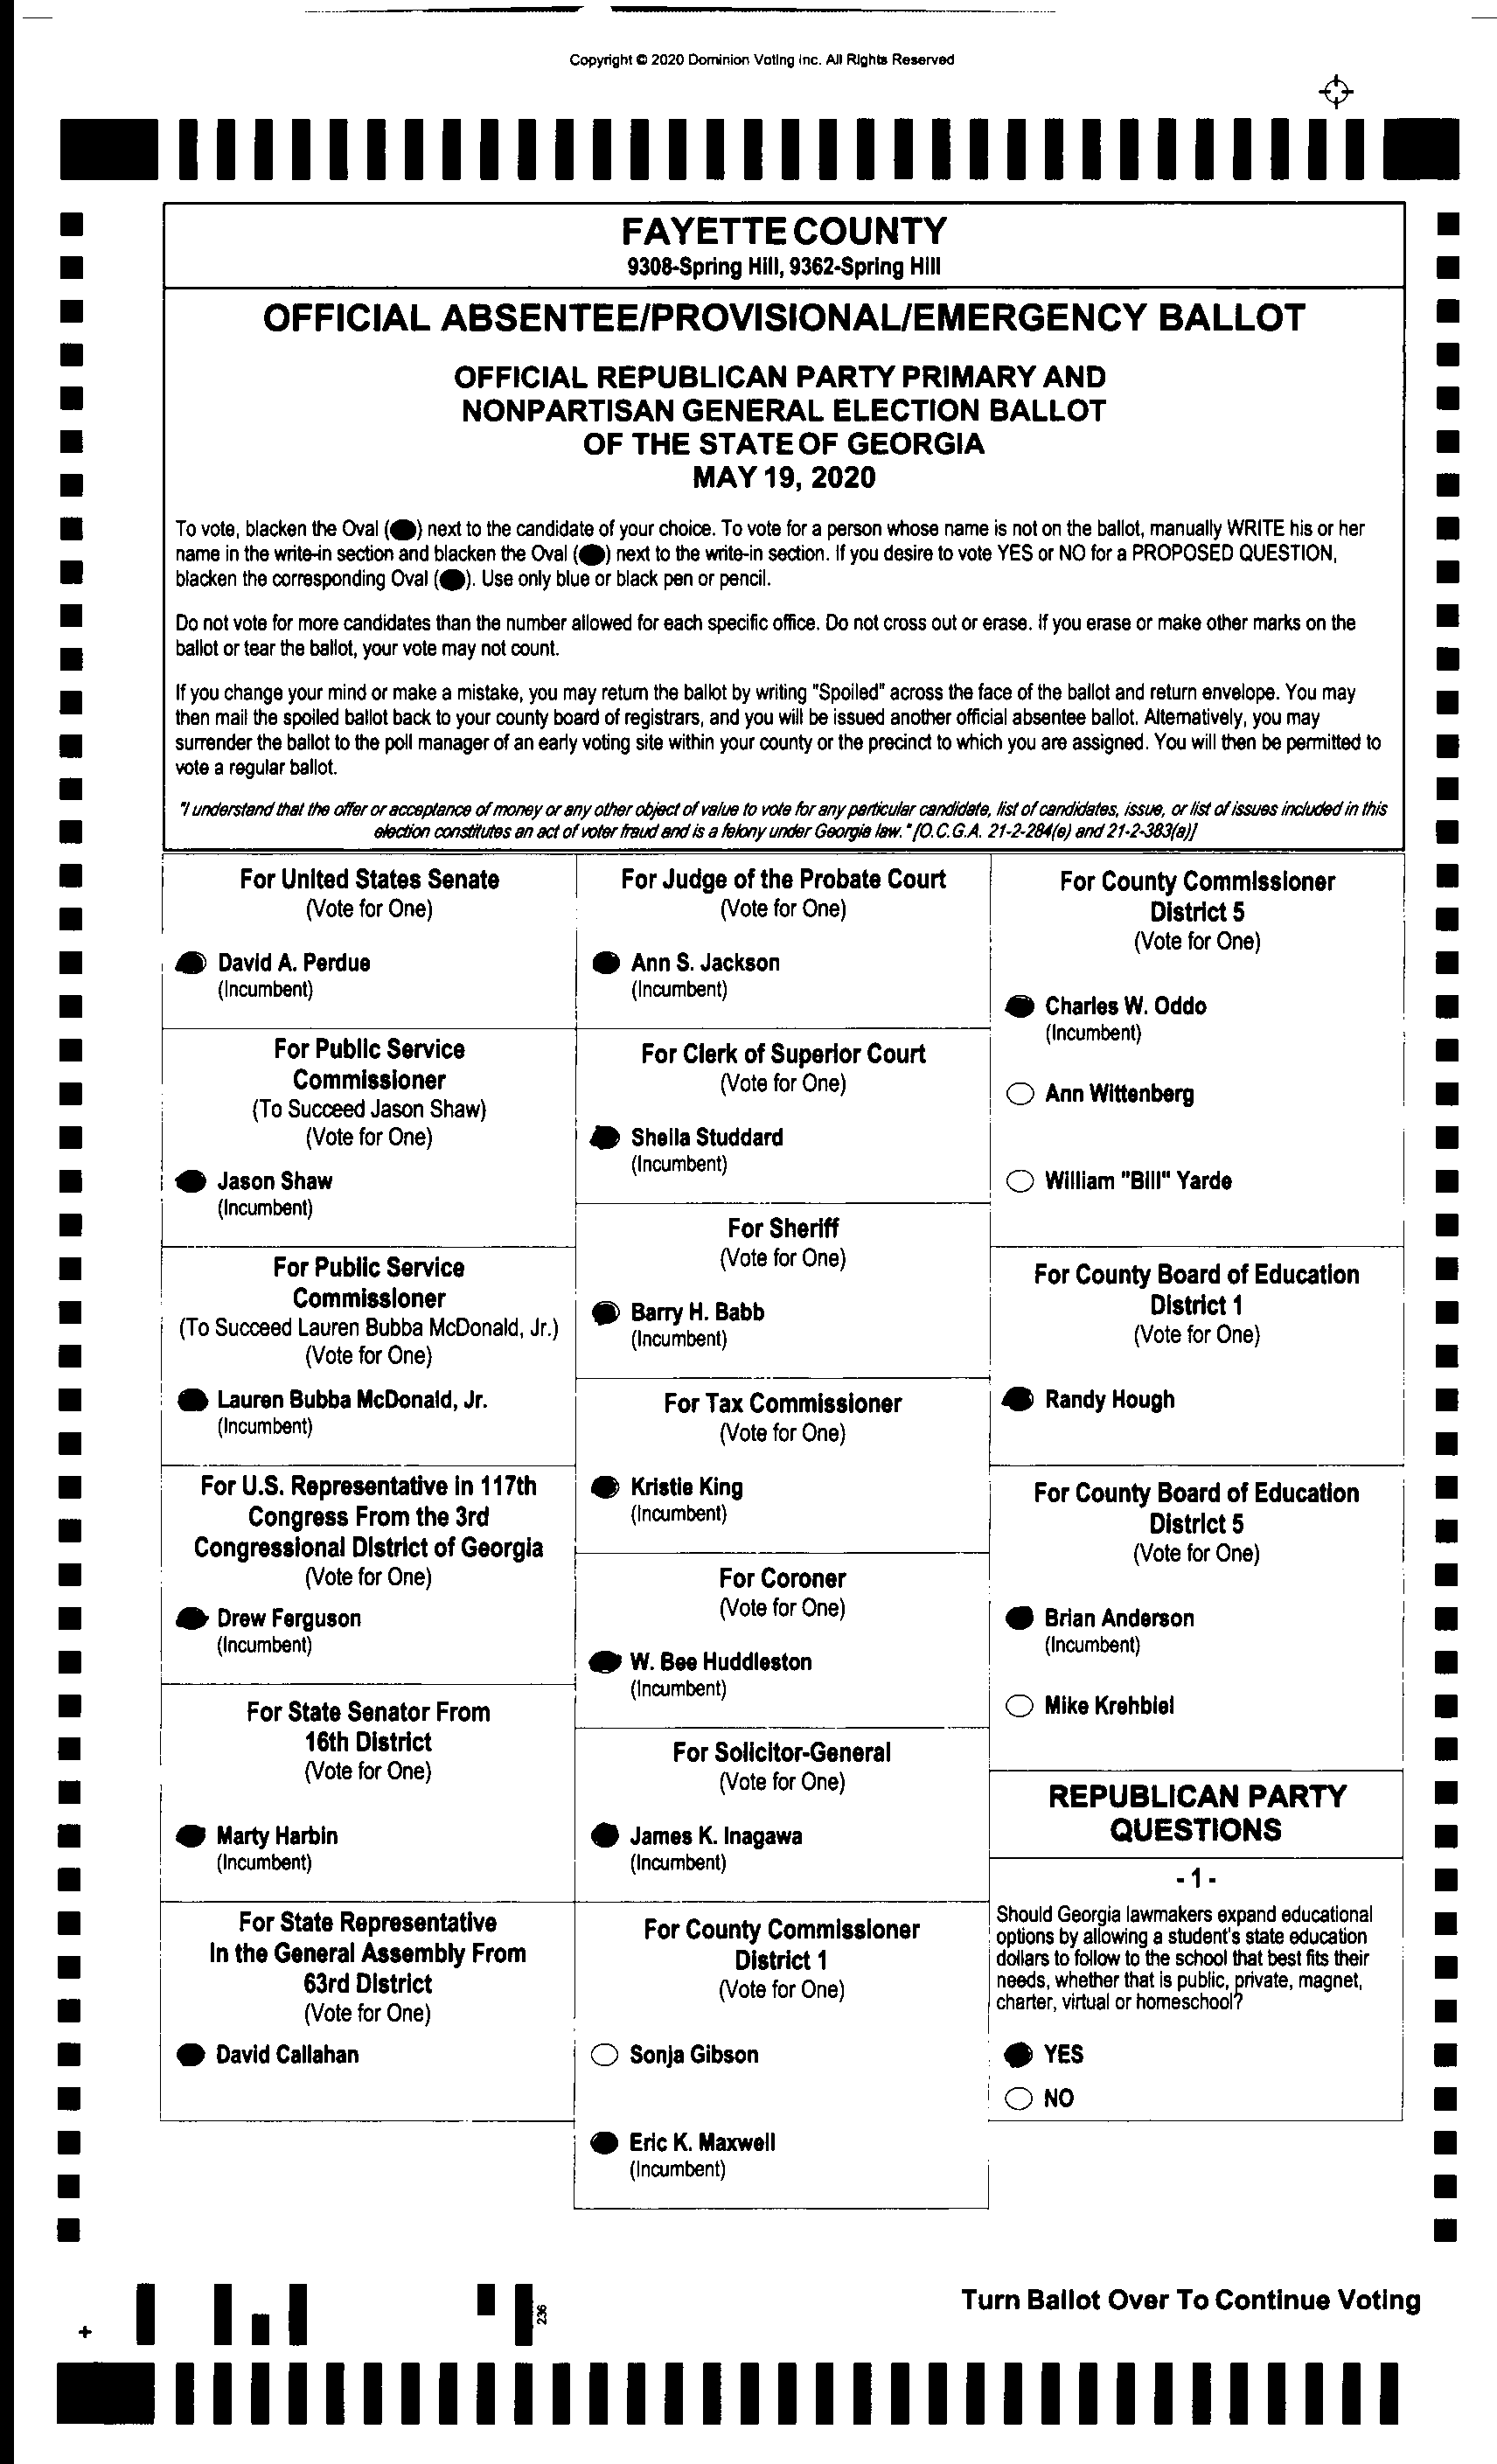 Copyright © 2020 Dominion Voting Inc. All Rights Reserved
FAYETTE COUNTY
9308-Spring Hill, 9362-Spring Hill
OFFICIAL ABSENTEE/PROVISIONAL/EMERGENCY BALLOT
OFFICIAL REPUBLICAN PARTY PRIMARY AND
NONPARTISAN GENERAL ELECTION BALLOT
OF THE STATE OF GEORGIA
MAY 19, 2020
To vote, blacken the Oval () next to the candidate of your choice. To vote for a person whose name is not on the ballot, manually WRITE his or her
name in the write-in section and blacken the Oval () next to the write-in section. If you desire to vote YES or NO for a PROPOSED QUESTION,
blacken the corresponding Oval (). Use only blue or black pen or pencil.
Do not vote for more candidates than the number allowed for each specific office. Do not cross out or erase. If you erase or make other marks on the
ballot or tear the ballot, your vote may not count.
If you change your mind or make a mistake, you may return the ballot by writing "Spoiled" across the face of the ballot and return envelope. You may
then mail the spoiled ballot back to your county board of registrars, and you will be issued another official absentee ballot. Alternatively, you may
surrender the ballot to the poll manager of an early voting site within your county or the precinct to which you are assigned. You will then be permitted to
vote a regular ballot.
"I understand that the offer or acceptance of money or any other object of value to vote for any particular candidate, list of candidates, issue, or list of issues included in this
election constitutes an act of voter fraud and is a felony under Georgia law." [O.C.G.A. 21-2-284(e) and 21-2-383(a)]
For United States Senate
(Vote for One)
David A. Perdue
(Incumbent)
For Public Service
Commissioner
(To Succeed Jason Shaw)
(Vote for One)
Jason Shaw
(Incumbent)
For Public Service
Commissioner
(To Succeed Lauren Bubba McDonald, Jr.)
(Vote for One)
Lauren Bubba McDonald, Jr.
(Incumbent)
For U.S. Representative in 117th
Congress From the 3rd
Congressional District of Georgia
(Vote for One)
Drew Ferguson
(Incumbent)
For State Senator From
16th District
(Vote for One)
Marty Harbin
(Incumbent)
For State Representative
In the General Assembly From
63rd District
(Vote for One)
David Callahan
For Judge of the Probate Court
(Vote for One)
Ann S. Jackson
(Incumbent)
For Clerk of Superior Court
(Vote for One)
Sheila Studdard
(Incumbent)
For Sheriff
(Vote for One)
Barry H. Babb
(Incumbent)
For Tax Commissioner
(Vote for One)
Kristie King
(Incumbent)
For Coroner
(Vote for One)
W. Bee Huddleston
(Incumbent)
For Solicitor-General
(Vote for One)
James K. Inagawa
(Incumbent)
For County Commissioner
District 1
(Vote for One)
Sonja Gibson
Eric K. Maxwell
(Incumbent)
For County Commissioner
District 5
(Vote for One)
Charles W. Oddo
(Incumbent)
Ann Wittenberg
William "Bill" Yarde
For County Board of Education
District 1
(Vote for One)
Randy Hough
For County Board of Education
District 5
(Vote for One)
Brian Anderson
(Incumbent)
Mike Krehbiel
REPUBLICAN PARTY
QUESTIONS
- 1 -
Should Georgia lawmakers expand educational
options by allowing a student's state education
dollars to follow to the school that best fits their
needs, whether that is public, private, magnet,
charter, virtual or homeschool?
YES
NO
236
Turn Ballot Over To Continue Voting